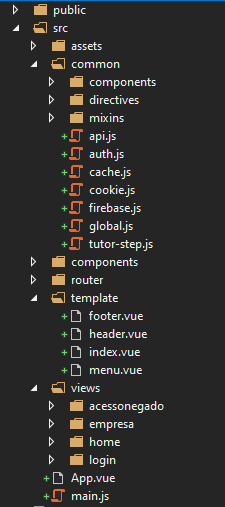 public
src
assets
common
components
directives
mixins
api.js
auth.js
cache.js
cookie.js
firebase.js
global.js
tutor-step.js
components
router
template
footer.vue
header.vue
index.vue
menu.vue
views
acessonegado
empresa
home
login
App.vue
main.js